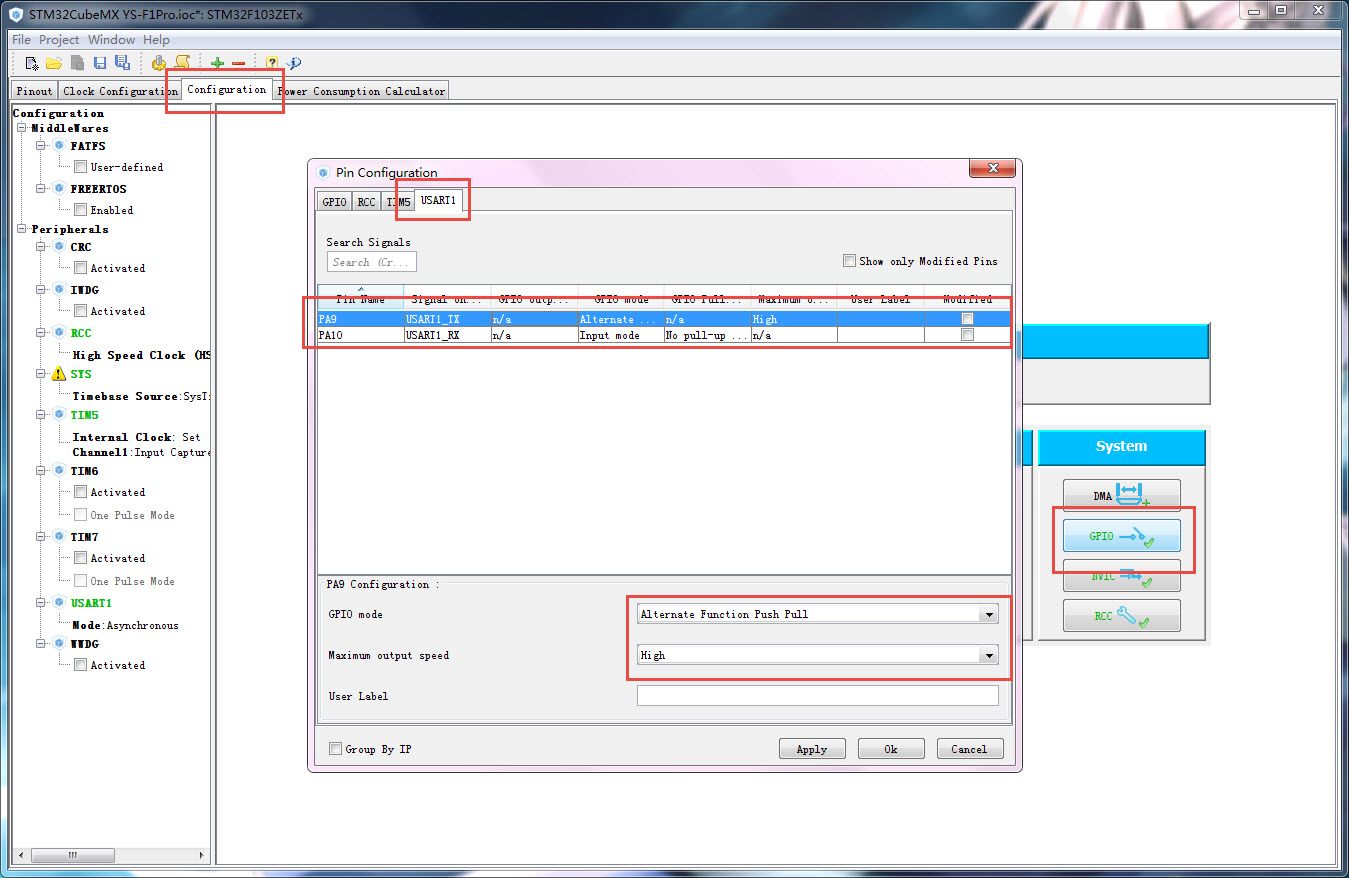 STM32CubeMX YS-F1Pro.ioc*: STM32F103ZETx
File Project Window Help
Pinout Clock Configuration Configuration Power Consumption Calculator
Configuration
MiddleWares
FATFS
User-defined
FREERTOS
Enabled
Peripherals
CRC
Activated
IWDG
Activated
RCC
High Speed Clock (HS
SYS
Timebase Source:SysTi
TIM5
Internal Clock: Set
Channel1:Input Capture
TIM6
Activated
One Pulse Mode
TIM7
Activated
One Pulse Mode
USART1
Mode:Asynchronous
WWDG
Activated
Pin Configuration
GPIO RCC TIM5 USART1
Search Signals
Search (Cr...
Show only Modified Pins
Pin Name Signal on... GPIO outp... GPIO mode GPIO Pull... Maximum o... User Label Modified
PA9 USART1_TX n/a Alternate ... n/a High
PA10 USART1_RX n/a Input mode No pull-up ... n/a
PA9 Configuration :
GPIO mode Alternate Function Push Pull
Maximum output speed High
User Label
Group By IP Apply Ok Cancel
System
DMA
GPIO
NVIC
RCC